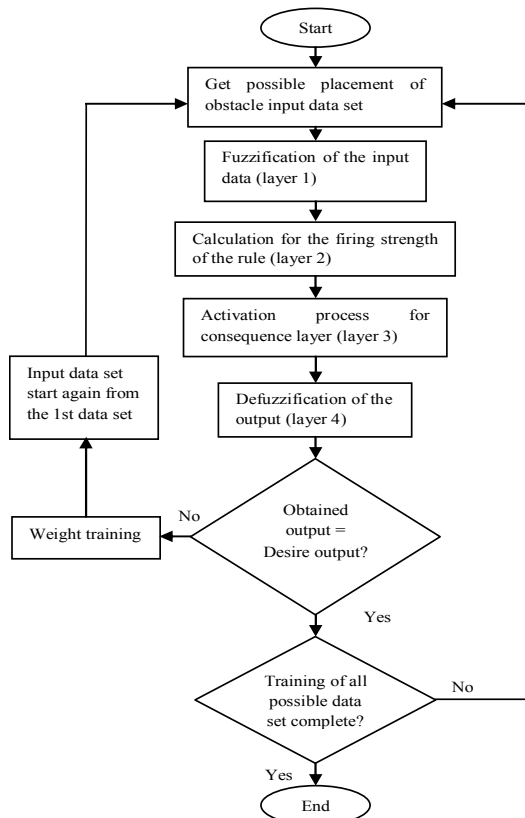 Start
Get possible placement of
obstacle input data set
Fuzzification of the input
data (layer 1)
Calculation for the firing strength
of the rule (layer 2)
Activation process for
consequence layer (layer 3)
Input data set
start again from
the 1st data set
Defuzzification of the
output (layer 4)
No
Weight training
Obtained
output =
Desire output?
Yes
Training of all
possible data
set complete?
No
Yes
End